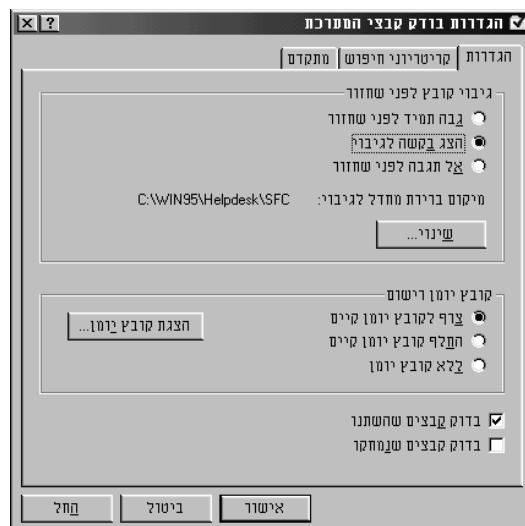 הגדרות בודק קבצי המערכת
הגדרות קריטריוני חיפוש מתקדם
גיבוי קובץ לפני שחזור
גבה תמיד לפני שחזור
הצג בקשה לגיבוי
אל תגבה לפני שחזור
מיקום ברירת מחדל לגיבוי: C:\WIN95\Helpdesk\SFC
שינוי...
קובץ יומן רישום
צרף לקובץ יומן קיים
החלף קובץ יומן קיים
ללא קובץ יומן
הצגת קובץ יומן...
בדוק קבצים שהשתנו
בדוק קבצים שנמחקו
אישור ביטול החל